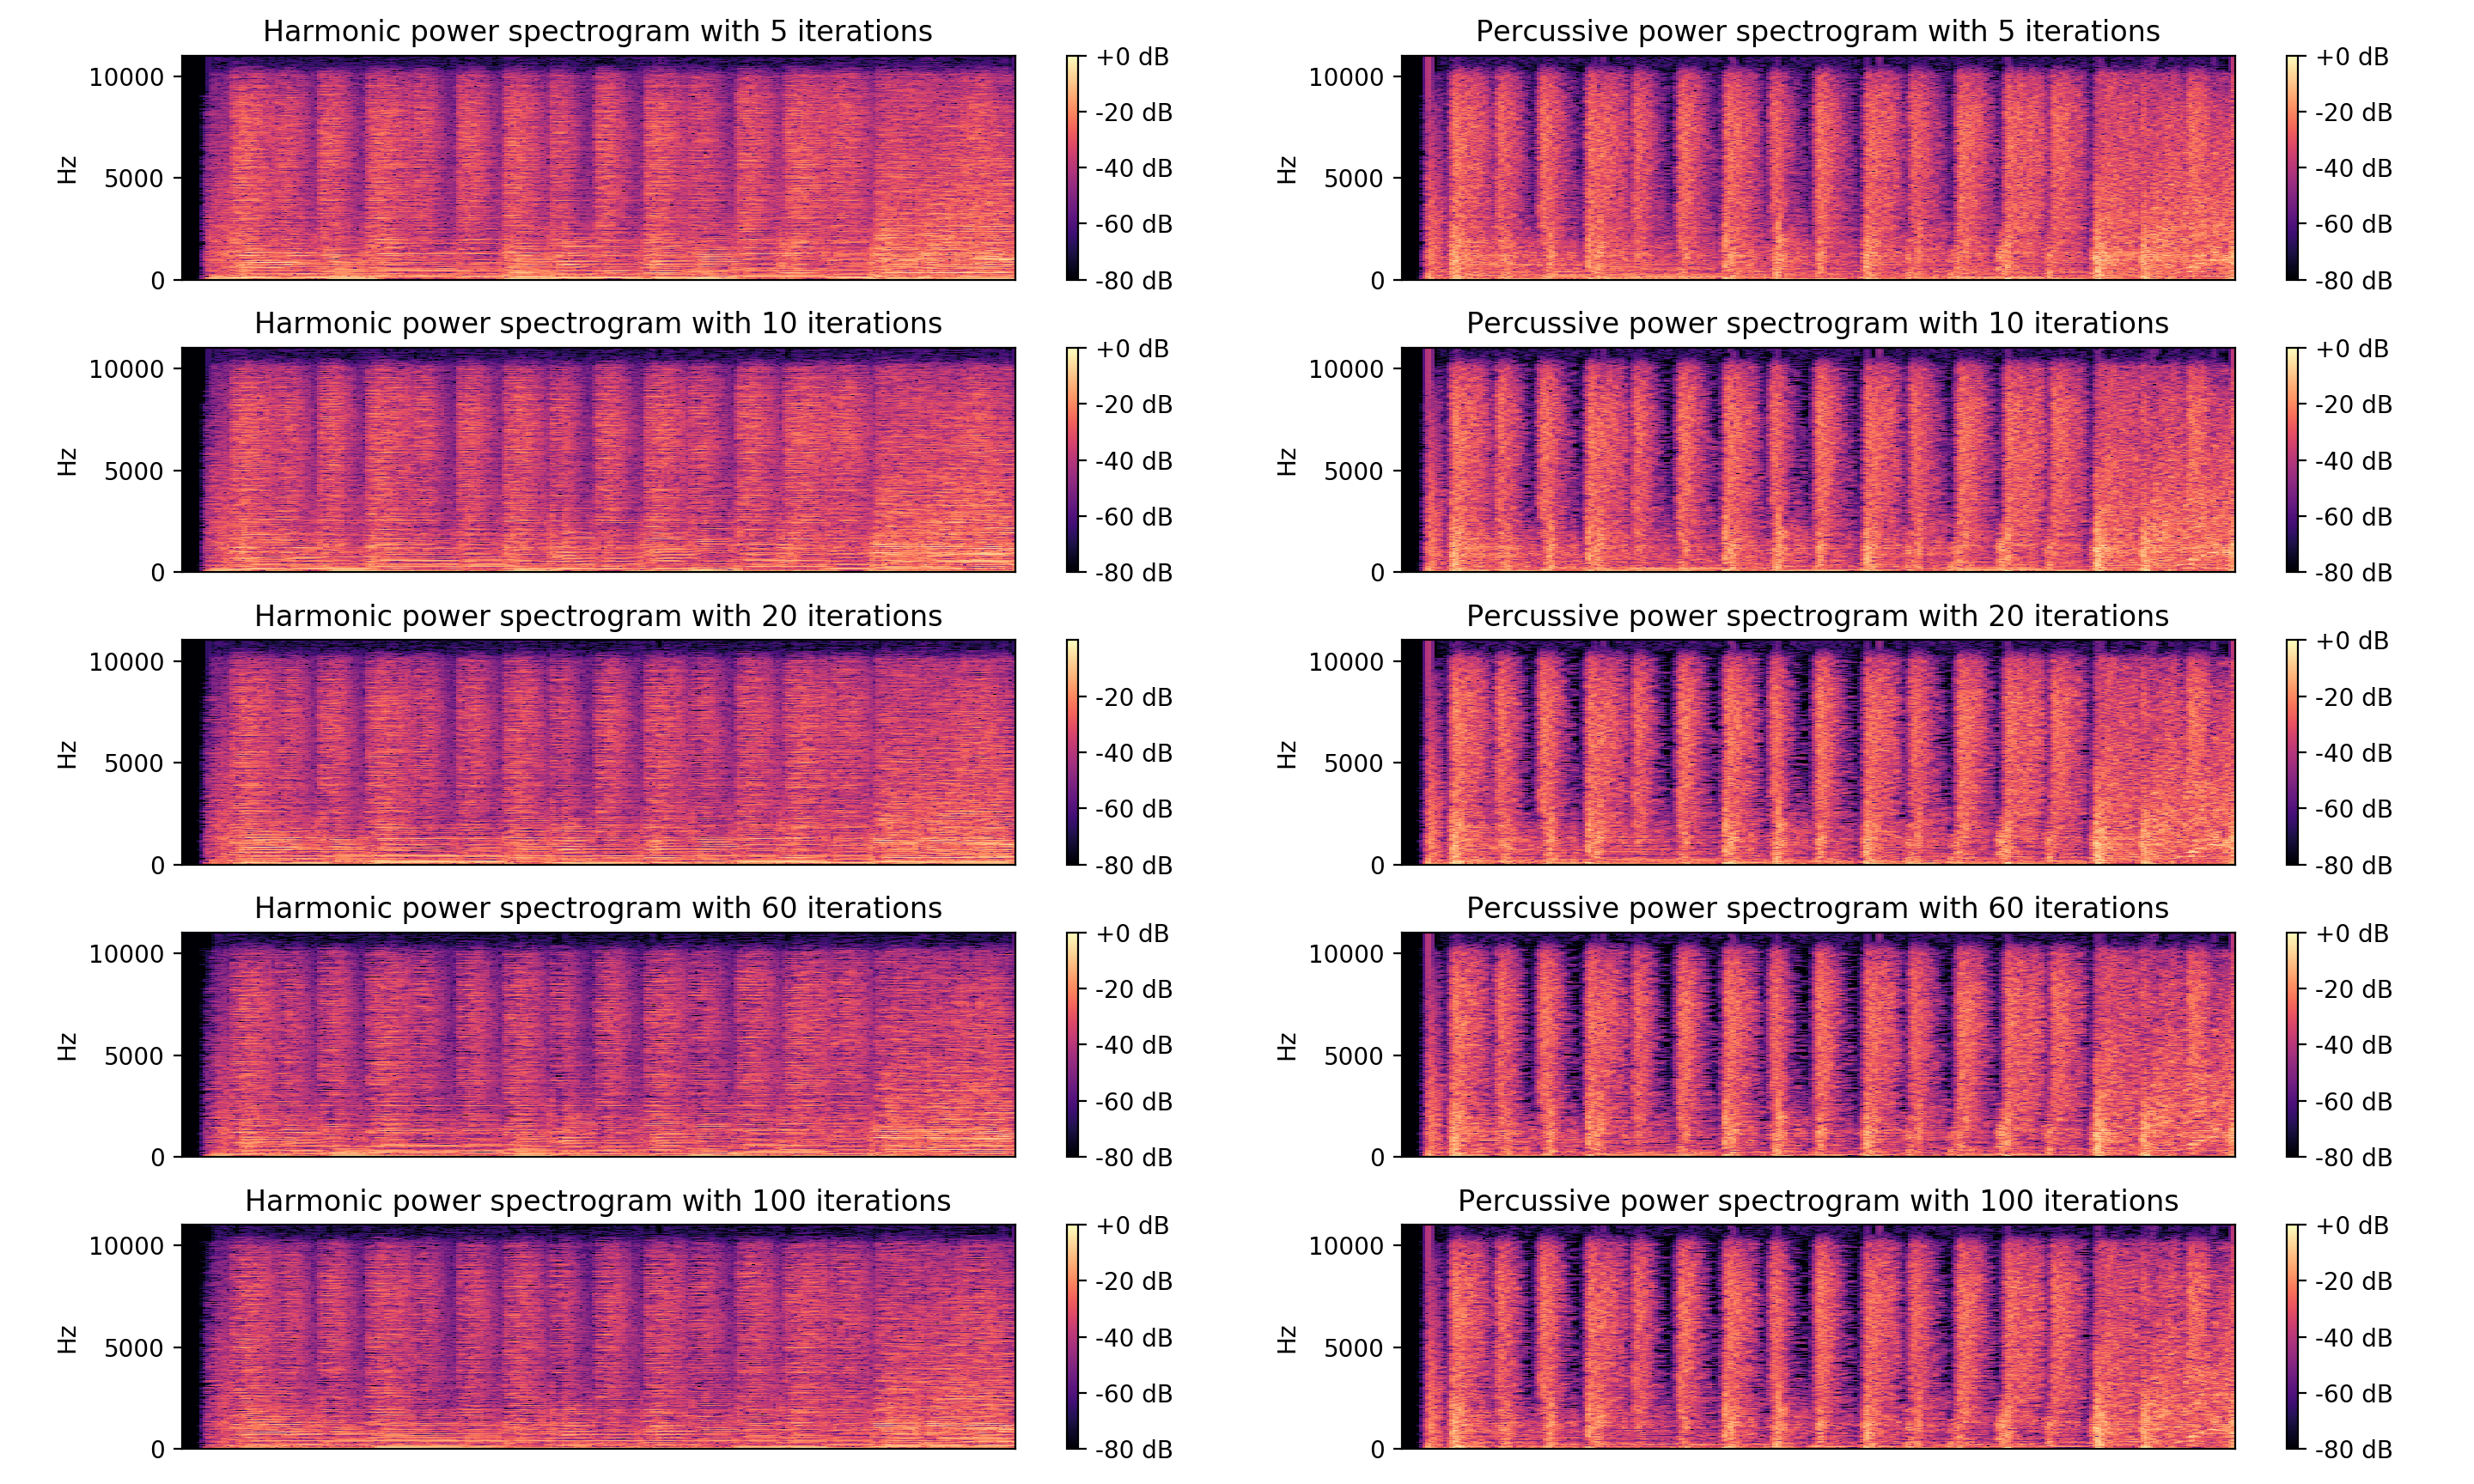 Harmonic power spectrogram with 5 iterations
10000
5000
0
Hz
+0 dB
-20 dB
-40 dB
-60 dB
-80 dB
Percussive power spectrogram with 5 iterations
10000
5000
0
Hz
+0 dB
-20 dB
-40 dB
-60 dB
-80 dB
Harmonic power spectrogram with 10 iterations
10000
5000
0
Hz
+0 dB
-20 dB
-40 dB
-60 dB
-80 dB
Percussive power spectrogram with 10 iterations
10000
5000
0
Hz
+0 dB
-20 dB
-40 dB
-60 dB
-80 dB
Harmonic power spectrogram with 20 iterations
10000
5000
0
Hz
-20 dB
-40 dB
-60 dB
-80 dB
Percussive power spectrogram with 20 iterations
10000
5000
0
Hz
+0 dB
-20 dB
-40 dB
-60 dB
-80 dB
Harmonic power spectrogram with 60 iterations
10000
5000
0
Hz
+0 dB
-20 dB
-40 dB
-60 dB
-80 dB
Percussive power spectrogram with 60 iterations
10000
5000
0
Hz
+0 dB
-20 dB
-40 dB
-60 dB
-80 dB
Harmonic power spectrogram with 100 iterations
10000
5000
0
Hz
+0 dB
-20 dB
-40 dB
-60 dB
-80 dB
Percussive power spectrogram with 100 iterations
10000
5000
0
Hz
+0 dB
-20 dB
-40 dB
-60 dB
-80 dB